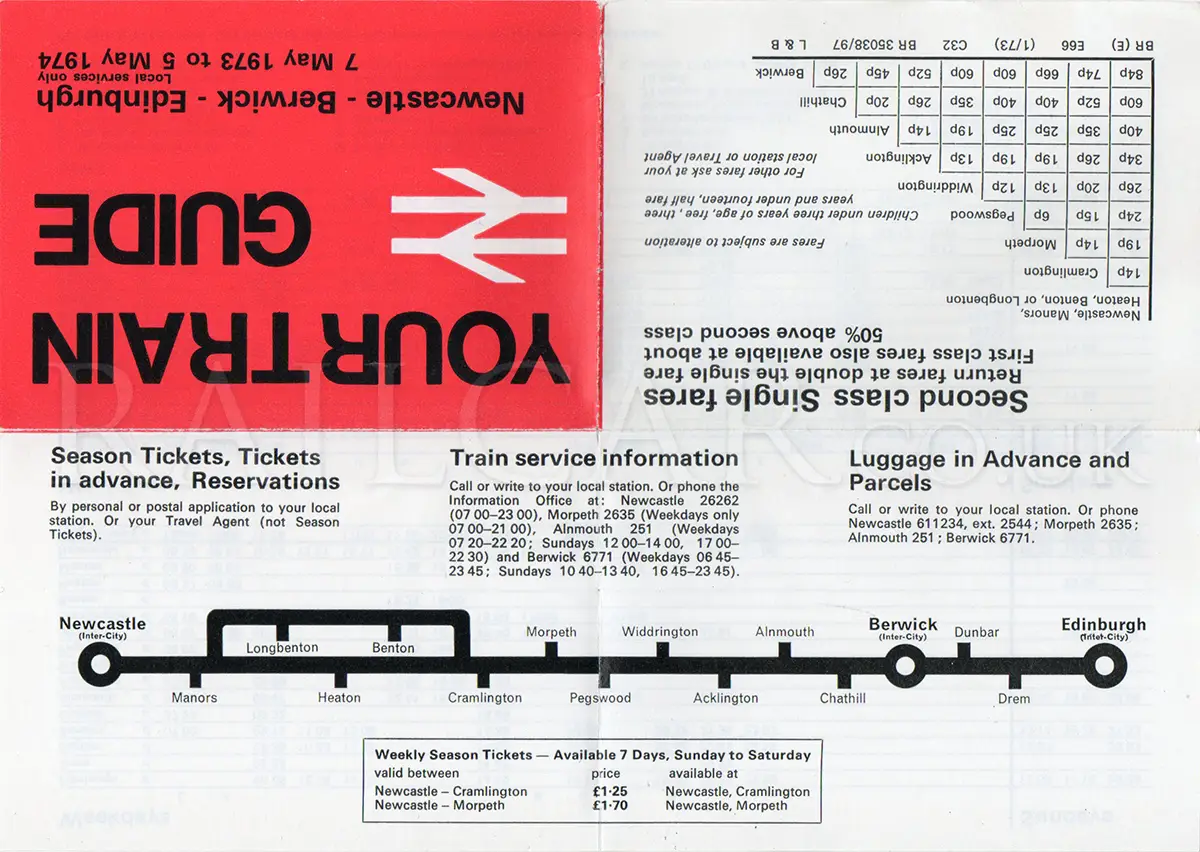 YOUR TRAIN
GUIDE
Newcastle - Berwick - Edinburgh
Local services only
7 May 1973 to 5 May 1974
Second class Single fares
Return fares at double the single fare
First class fares also available at about
50% above second class
Newcastle, Manors,
Heaton, Benton, or Longbenton
14p Cramlington
19p 14p Morpeth
24p 15p 6p Pegswood
26p 20p 13p 12p Widdrington
34p 26p 19p 19p 13p Acklington
40p 35p 25p 25p 19p 14p Alnmouth
60p 52p 40p 40p 35p 26p 20p Chathill
84p 74p 66p 60p 60p 52p 45p 26p Berwick
Fares are subject to alteration
Children under three years of age, free, three
years and under fourteen, half fare
For other fares ask at your
local station or Travel Agent
BR (E) E66 (1/73) C32 BR 35038/97 L & B
RAILCAR.co.uk
Season Tickets, Tickets
in advance, Reservations
By personal or postal application to your local
station. Or your Travel Agent (not Season
Tickets).
Train service information
Call or write to your local station. Or phone the
Information Office at: Newcastle 26262
(07 00–23 00), Morpeth 2635 (Weekdays only
07 00–21 00), Alnmouth 251 (Weekdays
07 20–22 20; Sundays 12 00–14 00, 17 00–
22 30) and Berwick 6771 (Weekdays 06 45–
23 45; Sundays 10 40–13 40, 16 45–23 45).
Luggage in Advance and
Parcels
Call or write to your local station. Or phone
Newcastle 611234, ext. 2544; Morpeth 2635;
Alnmouth 251; Berwick 6771.
Newcastle
(Inter-City)
Manors
Longbenton
Heaton
Benton
Cramlington
Morpeth
Pegswood
Widdrington
Acklington
Alnmouth
Chathill
Berwick
(Inter-City)
Dunbar
Drem
Edinburgh
(Inter-City)
Weekly Season Tickets — Available 7 Days, Sunday to Saturday
valid between price available at
Newcastle – Cramlington £1·25 Newcastle, Cramlington
Newcastle – Morpeth £1·70 Newcastle, Morpeth
Weekdays
Sundays